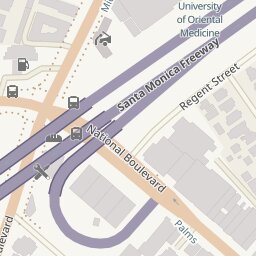 University
of Oriental
Medicine
Santa Monica Freeway
Regent Street
National Boulevard
Palms